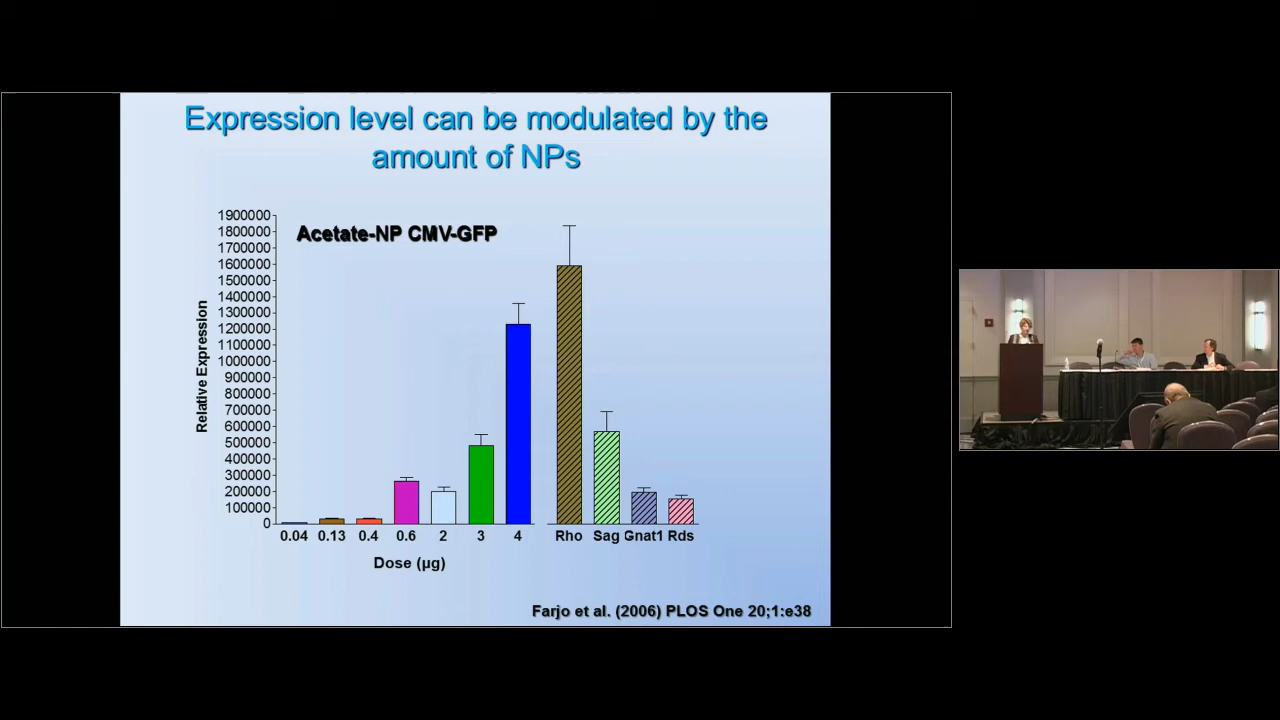 Expression level can be modulated by the
amount of NPs
Acetate-NP CMV-GFP
Relative Expression
1900000
1800000
1700000
1600000
1500000
1400000
1300000
1200000
1100000
1000000
900000
800000
700000
600000
500000
400000
300000
200000
100000
0
0.04 0.13 0.4 0.6 2 3 4 Rho Sag Gnat1 Rds
Dose (µg)
Farjo et al. (2006) PLOS One 20;1:e38